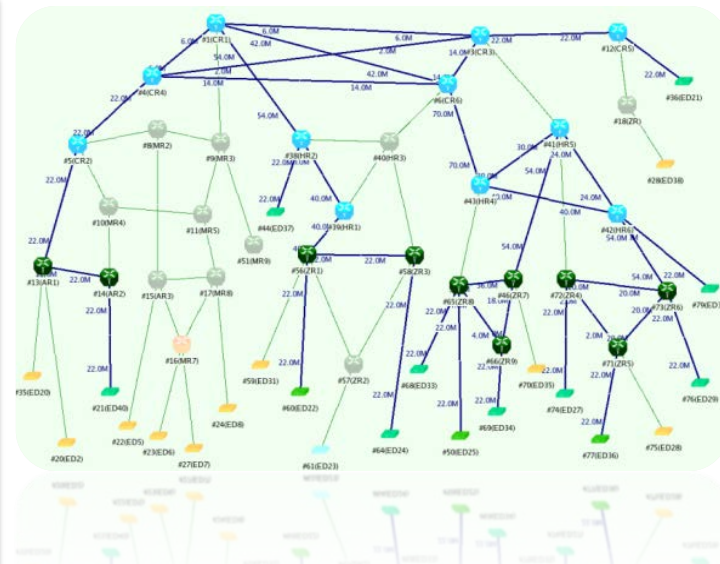 #1(CR1)
6.0M
6.0M
42.0M
6.0M
54.0M
2.0M
2.0M
#3(CR3)
22.0M
22.0M
#12(CR5)
14.0M
#4(CR4)
14.0M
42.0M
14.0M
#6(CR6)
22.0M
#36(ED21)
22.0M
#5(CR2)
#8(MR2)
#9(MR3)
54.0M
70.0M
#18(ZR)
#38(HR2)
#40(HR3)
30.0M
#41(HR5)
24.0M
54.0M
#28(ED38)
22.0M
22.0M
40.0M
70.0M
#43(HR4)
24.0M
40.0M
#10(MR4)
#11(MR5)
22.0M
#44(ED37)
#39(HR1)
#42(HR6)
54.0M
22.0M
#51(MR9)
#56(ZR1)
22.0M
#58(ZR3)
54.0M
#13(AR1)
22.0M
#14(AR2)
#15(AR3)
#17(MR8)
#65(ZR8)
#46(ZR7)
#72(ZR4)
54.0M
22.0M
20.0M
#73(ZR6)
22.0M
22.0M
22.0M
22.0M
18.0M
22.0M
20.0M
22.0M
#16(MR7)
4.0M
#66(ZR9)
2.0M
#71(ZR5)
#35(ED20)
22.0M
#59(ED31)
22.0M
#57(ZR2)
#68(ED33)
22.0M
#70(ED35)
22.0M
#76(ED29)
#21(ED40)
#60(ED22)
22.0M
#74(ED27)
#22(ED5)
#23(ED6)
#24(ED8)
#64(ED24)
22.0M
#69(ED34)
22.0M
#20(ED2)
#27(ED7)
#61(ED23)
#50(ED25)
#77(ED36)
#75(ED28)